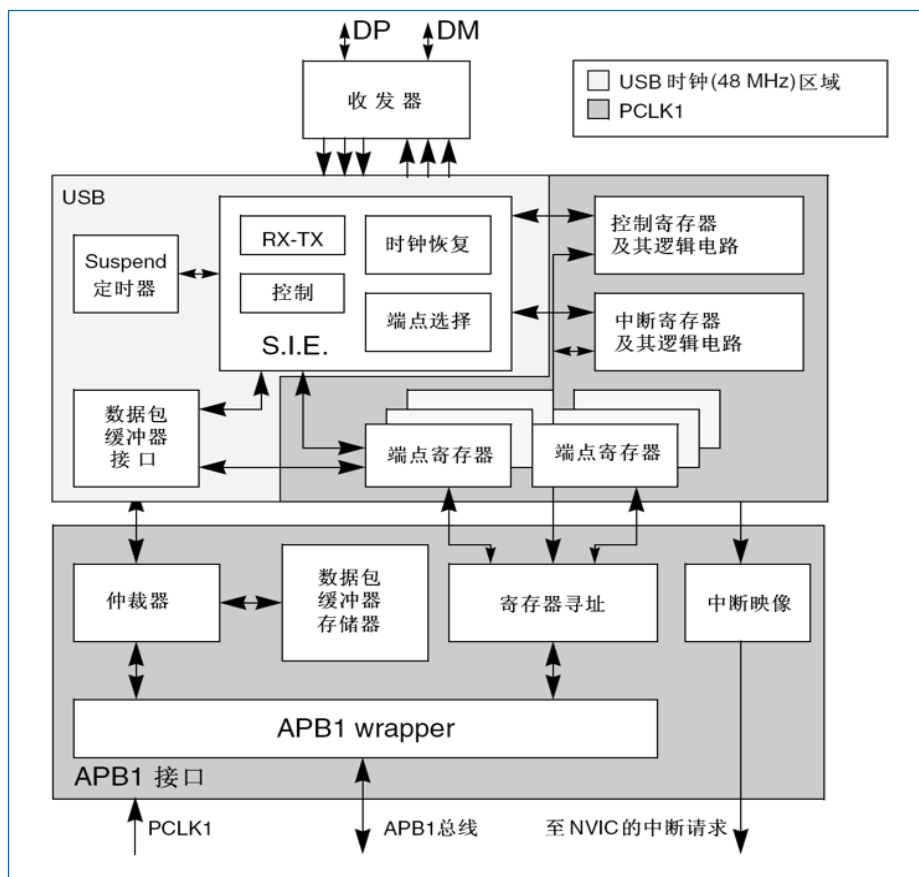 DP
DM
收发器
USB 时钟(48 MHz)区域
PCLK1
USB
RX-TX
时钟恢复
控制
端点选择
S.I.E.
Suspend
定时器
控制寄存器
及其逻辑电路
中断寄存器
及其逻辑电路
数据包
缓冲器
接口
端点寄存器
端点寄存器
仲裁器
数据包
缓冲器
存储器
寄存器寻址
中断映像
APB1 wrapper
APB1 接口
PCLK1
APB1总线
至NVIC的中断请求